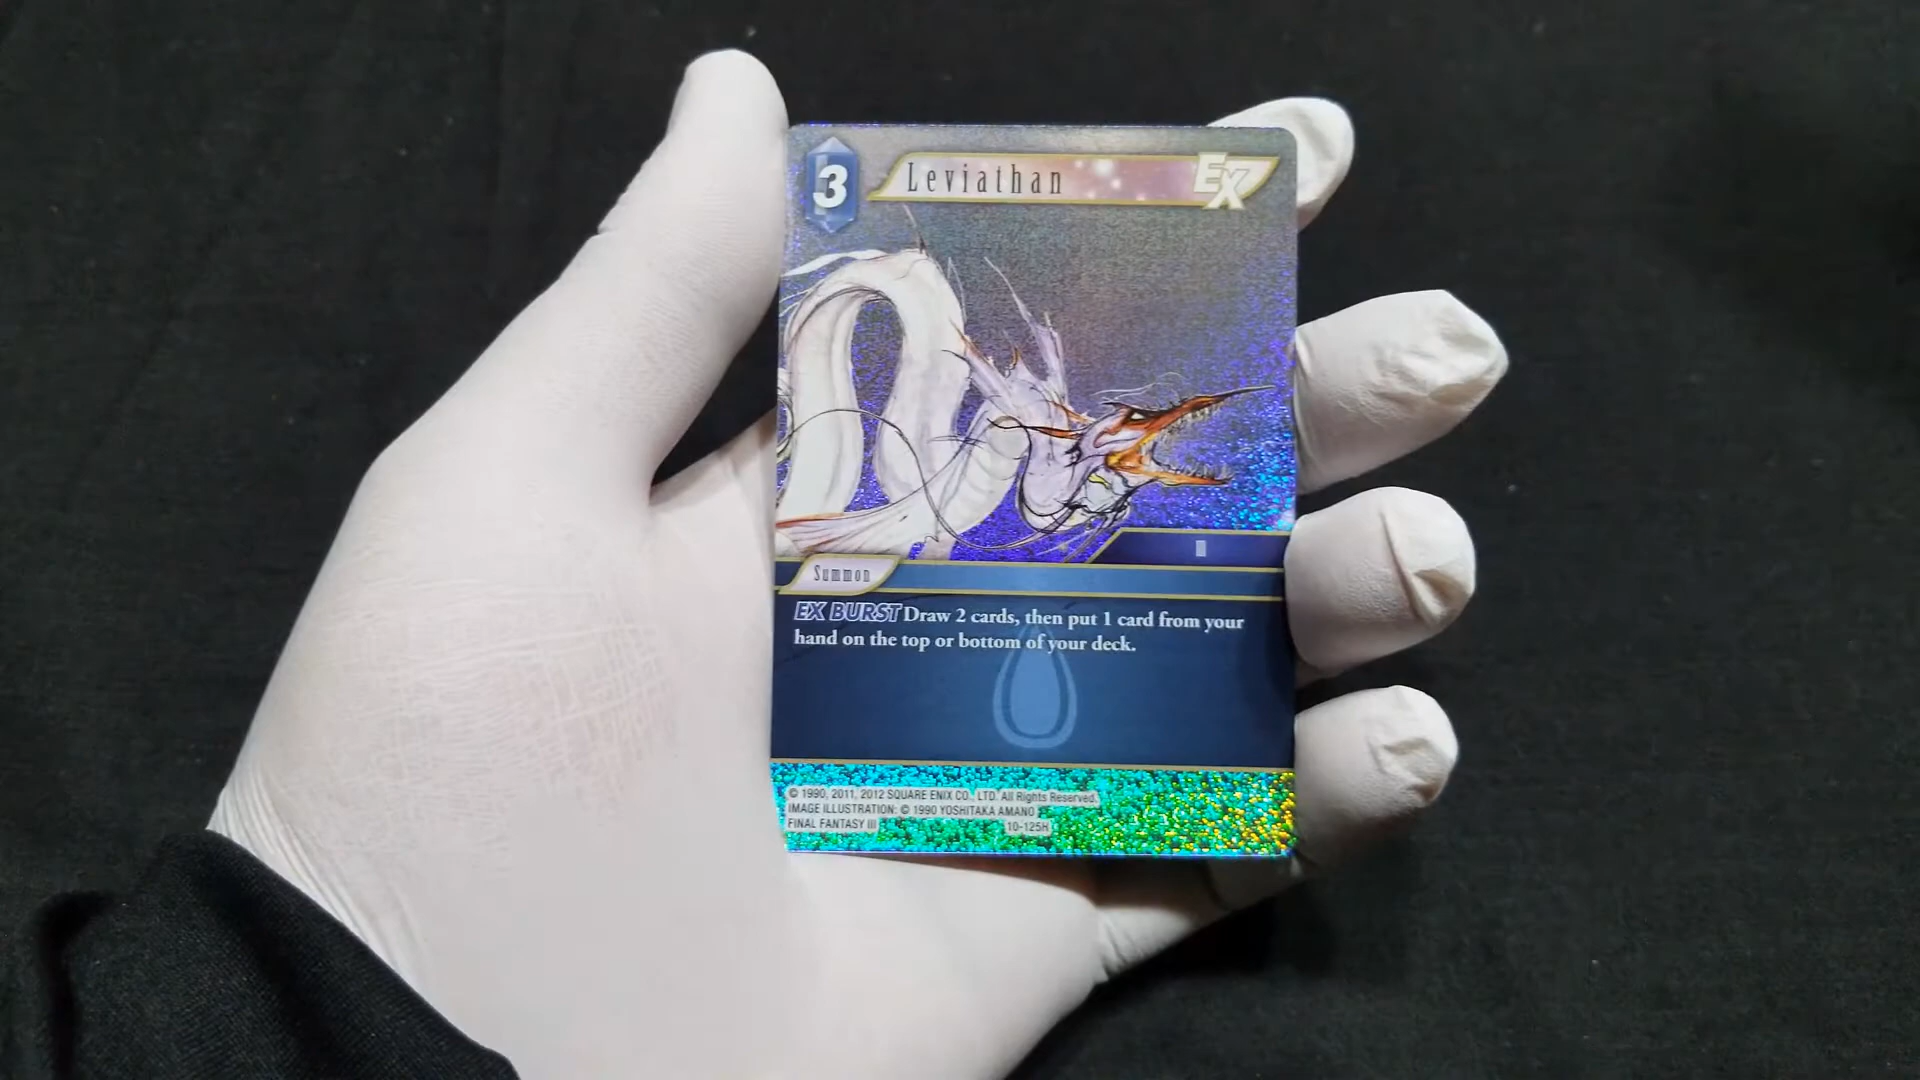 3
Leviathan
EX
III
Summon
EX BURST Draw 2 cards, then put 1 card from your
hand on the top or bottom of your deck.
© 1990, 2011, 2012 SQUARE ENIX CO., LTD. All Rights Reserved.
IMAGE ILLUSTRATION: © 1990 YOSHITAKA AMANO
FINAL FANTASY III
10-125H